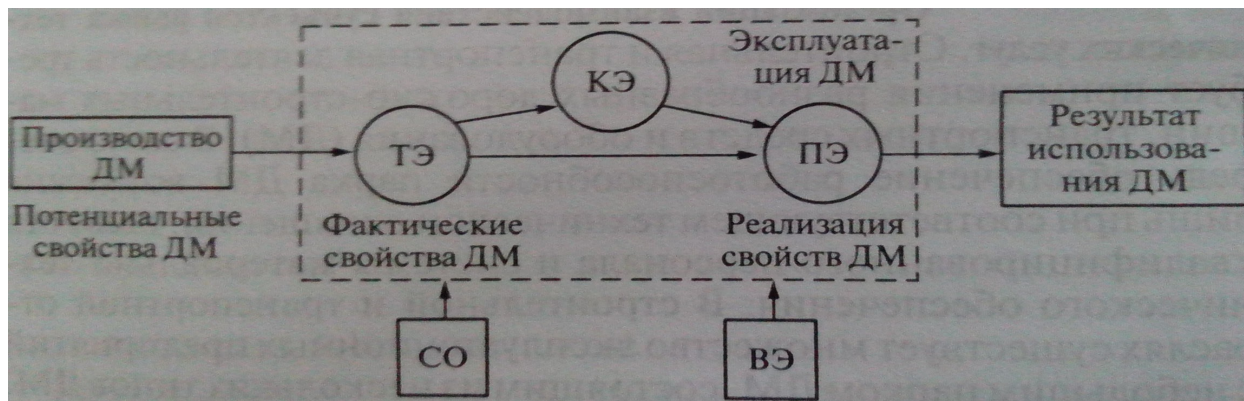 Эксплуата-
ция ДМ
КЭ
Производство
ДМ
ТЭ
ПЭ
Результат
использова-
ния ДМ
Потенциальные
свойства ДМ
Фактические
свойства ДМ
Реализация
свойств ДМ
СО
ВЭ